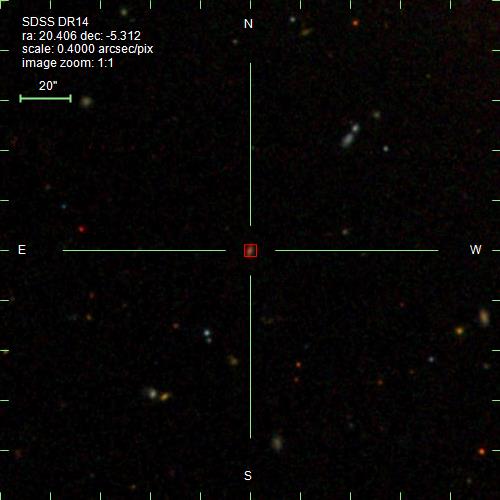 SDSS DR14
ra: 20.406 dec: -5.312
scale: 0.4000 arcsec/pix
image zoom: 1:1
20"
N
E
W
S